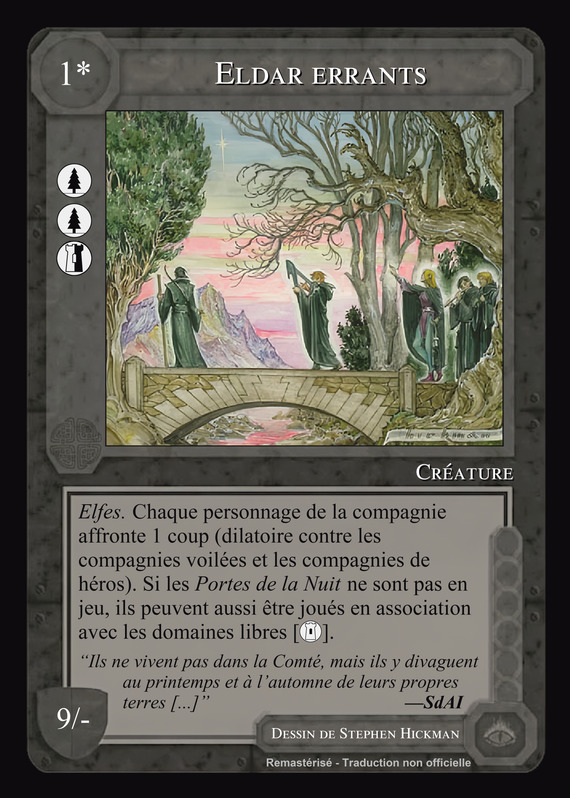 1*
Eldar errants
Créature
Elfes. Chaque personnage de la compagnie
affronte 1 coup (dilatoire contre les
compagnies voilées et les compagnies de
héros). Si les Portes de la Nuit ne sont pas en
jeu, ils peuvent aussi être joués en association
avec les domaines libres [ ].
“Ils ne vivent pas dans la Comté, mais ils y divaguent
au printemps et à l'automne de leurs propres
terres [...]” —SdAI
9/-
Dessin de Stephen Hickman
Remastérisé - Traduction non officielle